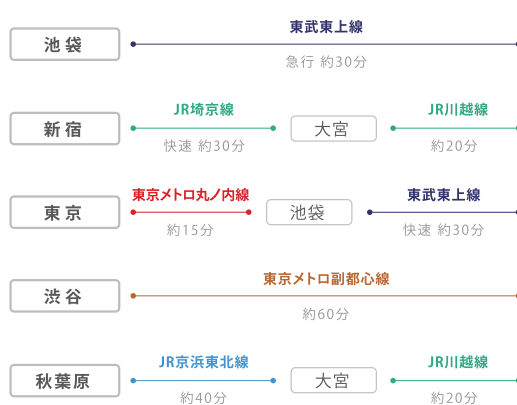 東武東上線
池袋
急行 約30分
JR埼京線
JR川越線
新宿
大宮
快速 約30分
約20分
東京メトロ丸ノ内線
東武東上線
東京
池袋
約15分
快速 約30分
東京メトロ副都心線
渋谷
約60分
JR京浜東北線
JR川越線
秋葉原
大宮
約40分
約20分